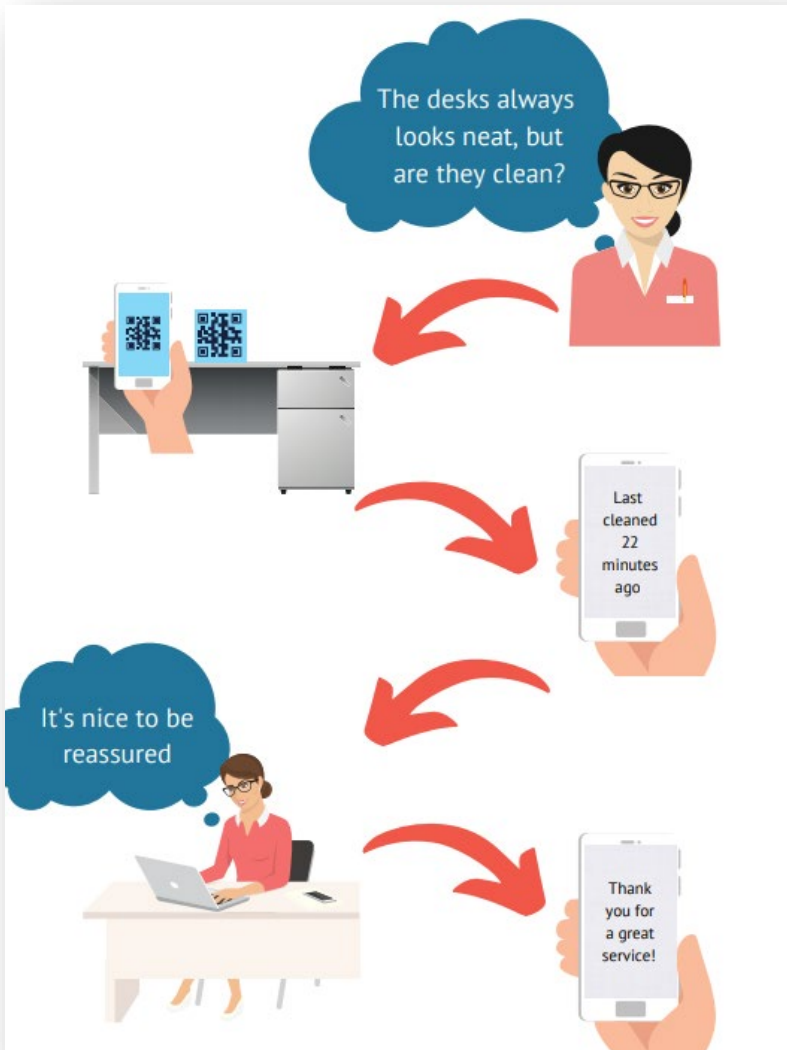 The desks always
looks neat, but
are they clean?
Last
cleaned
22
minutes
ago
It's nice to be
reassured
Thank
you for
a great
service!